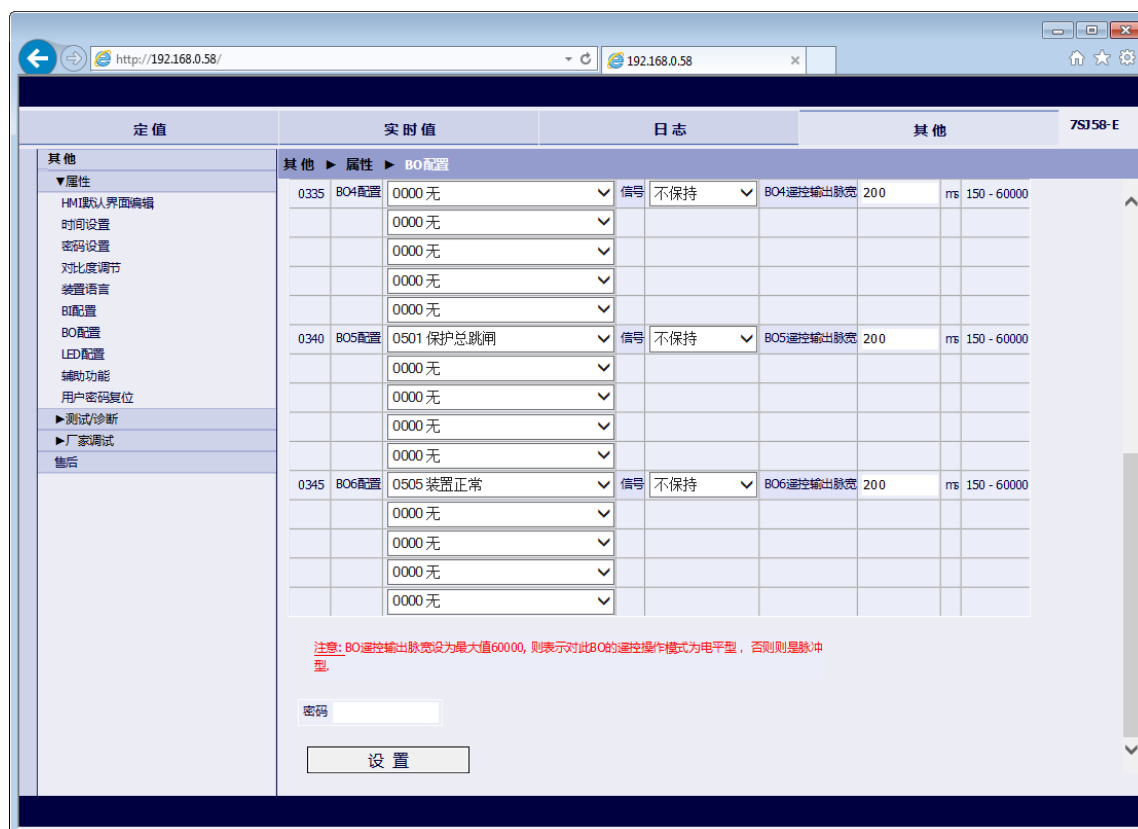 http://192.168.0.58/
192.168.0.58
定值 实时值 日志 其他 7SJ58-E
其他
▼属性
HMI默认界面编辑
时间设置
密码设置
对比度调节
装置语言
BI配置
BO配置
LED配置
辅助功能
用户密码复位
►测试/诊断
►厂家调试
售后
其他 ► 属性 ► BO配置
0335 BO4配置 0000 无 信号 不保持 BO4遥控输出脉宽 200 ms 150 - 60000
0000 无
0000 无
0000 无
0000 无
0340 BO5配置 0501 保护总跳闸 信号 不保持 BO5遥控输出脉宽 200 ms 150 - 60000
0000 无
0000 无
0000 无
0000 无
0345 BO6配置 0505 装置正常 信号 不保持 BO6遥控输出脉宽 200 ms 150 - 60000
0000 无
0000 无
0000 无
0000 无
注意: BO遥控输出脉宽设为最大值60000, 则表示对此BO的遥控操作模式为电平型，否则则是脉冲
型.
密码
设 置